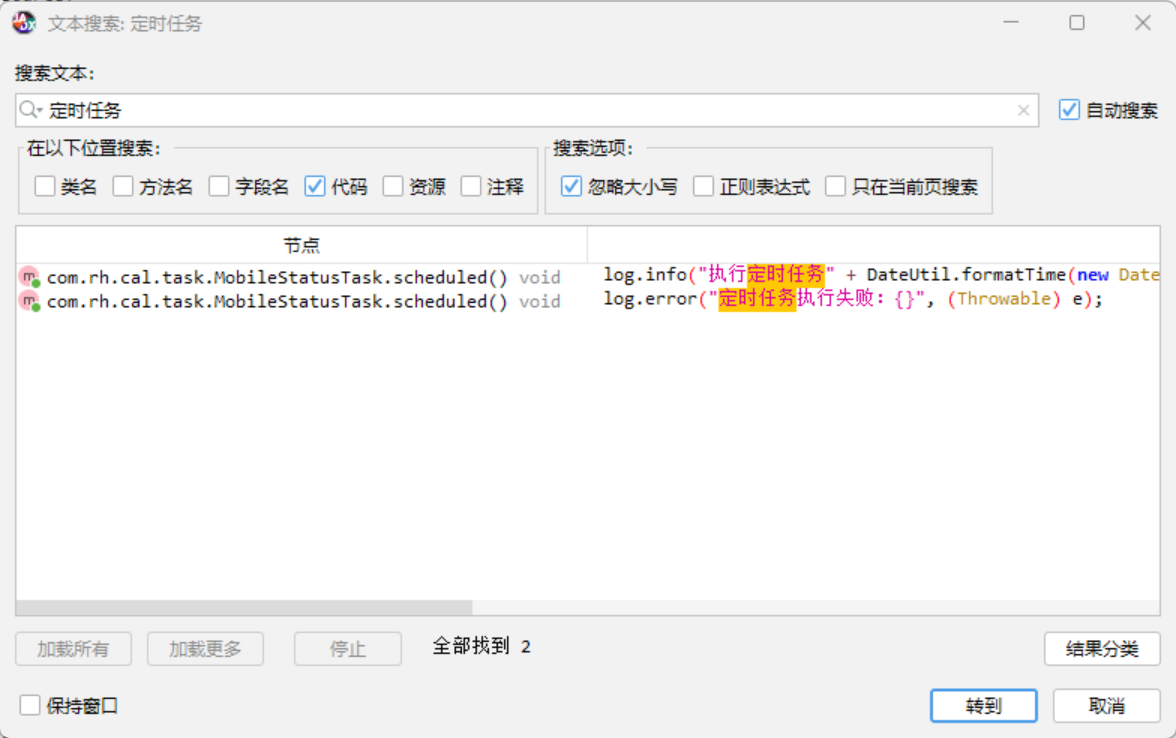 文本搜索: 定时任务
搜索文本:
定时任务
自动搜索
在以下位置搜索:
搜索选项:
类名 方法名 字段名 代码 资源 注释
忽略大小写 正则表达式 只在当前页搜索
节点
com.rh.cal.task.MobileStatusTask.scheduled() void log.info("执行定时任务" + DateUtil.formatTime(new Date
com.rh.cal.task.MobileStatusTask.scheduled() void log.error("定时任务执行失败: {}", (Throwable) e);
加载所有 加载更多 停止 全部找到 2 结果分类
保持窗口 转到 取消